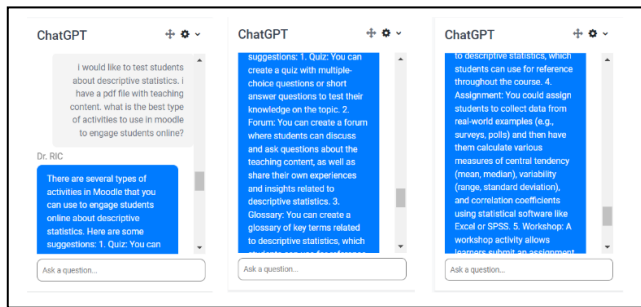 ChatGPT
i would like to test students
about descriptive statistics. i
have a pdf file with teaching
content. what is the best type
of activities to use in moodle
to engage students online?
Dr. RIC
There are several types of
activities in Moodle that you
can use to engage students
online about descriptive
statistics. Here are some
suggestions: 1. Quiz: You can
Ask a question...
ChatGPT
suggestions: 1. Quiz: You can
create a quiz with multiple-
choice questions or short
answer questions to test their
knowledge on the topic. 2.
Forum: You can create a forum
where students can discuss
and ask questions about the
teaching content, as well as
share their own experiences
and insights related to
descriptive statistics. 3.
Glossary: You can create a
glossary of key terms related
to descriptive statistics, which
students can use for reference
Ask a question...
ChatGPT
to descriptive statistics, which
students can use for reference
throughout the course. 4.
Assignment: You could assign
students to collect data from
real-world examples (e.g.,
surveys, polls) and then have
them calculate various
measures of central tendency
(mean, median), variability
(range, standard deviation),
and correlation coefficients
using statistical software like
Excel or SPSS. 5. Workshop: A
workshop activity allows
learners submit an assignment
Ask a question...